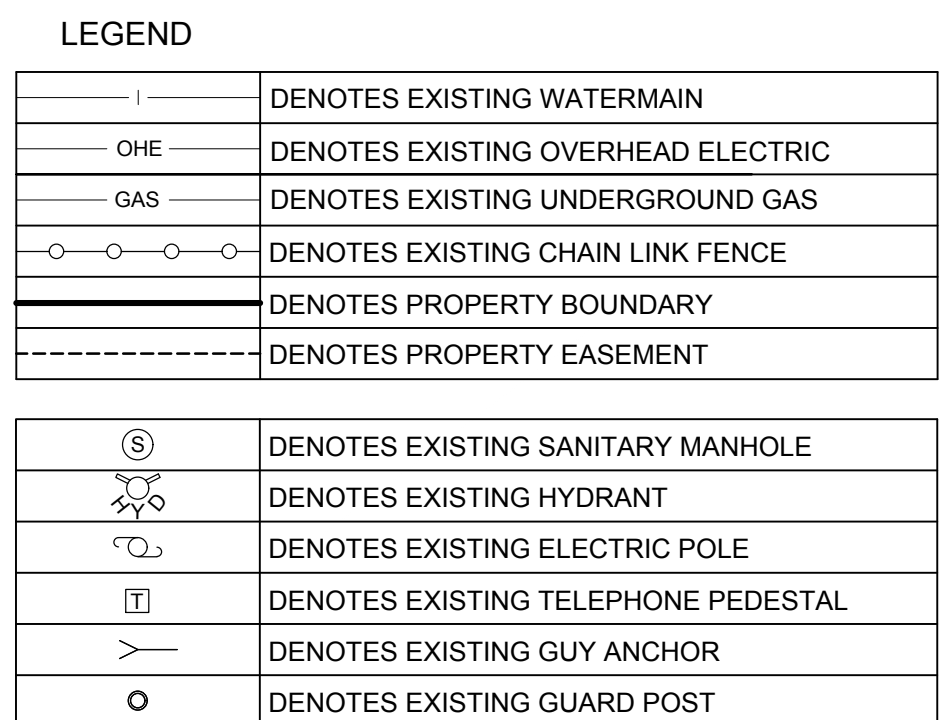 LEGEND
I DENOTES EXISTING WATERMAIN
OHE DENOTES EXISTING OVERHEAD ELECTRIC
GAS DENOTES EXISTING UNDERGROUND GAS
DENOTES EXISTING CHAIN LINK FENCE
DENOTES PROPERTY BOUNDARY
DENOTES PROPERTY EASEMENT
S DENOTES EXISTING SANITARY MANHOLE
HYD DENOTES EXISTING HYDRANT
DENOTES EXISTING ELECTRIC POLE
T DENOTES EXISTING TELEPHONE PEDESTAL
DENOTES EXISTING GUY ANCHOR
DENOTES EXISTING GUARD POST